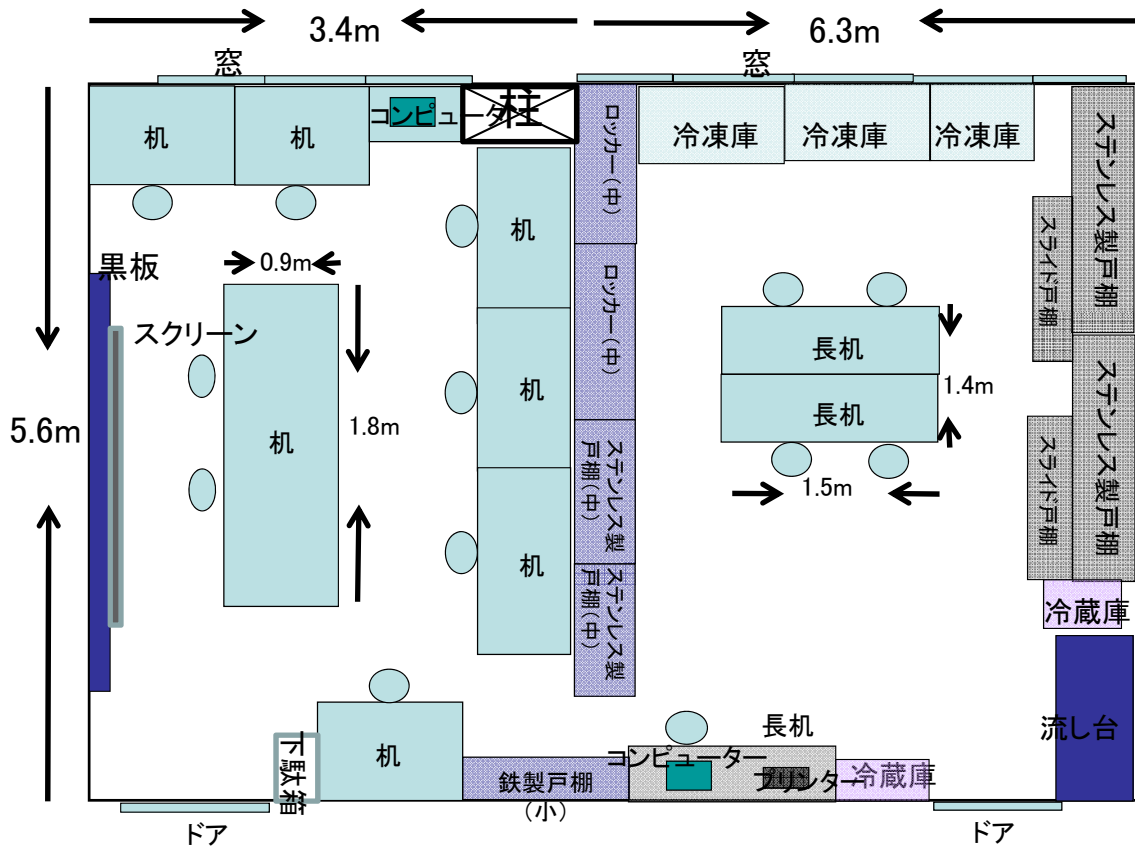 3.4m
6.3m
窓
窓
机
机
コンピュータ
柱
ロッカー(中)
冷凍庫
冷凍庫
冷凍庫
ステンレス製戸棚
机
スライド戸棚
黒板
0.9m
ロッカー(中)
スクリーン
長机
机
長机
1.4m
ステンレス製戸棚
5.6m
机
1.8m
スライド戸棚
ステンレス製
戸棚(中)
1.5m
机
ステンレス製
戸棚(中)
冷蔵庫
流し台
長机
下駄箱
机
コンピューター
プリンター
冷蔵庫
鉄製戸棚
(小)
ドア
ドア